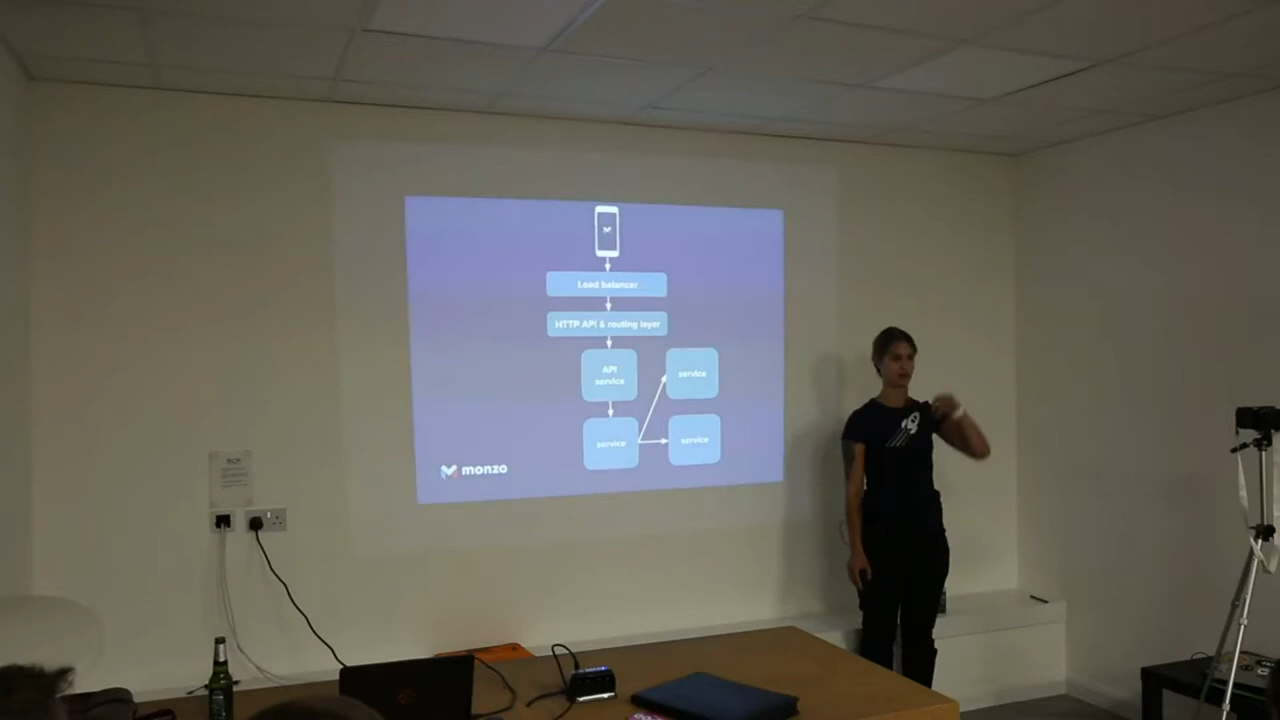 Load balancer
HTTP API & routing layer
API
service
service
service
service
monzo